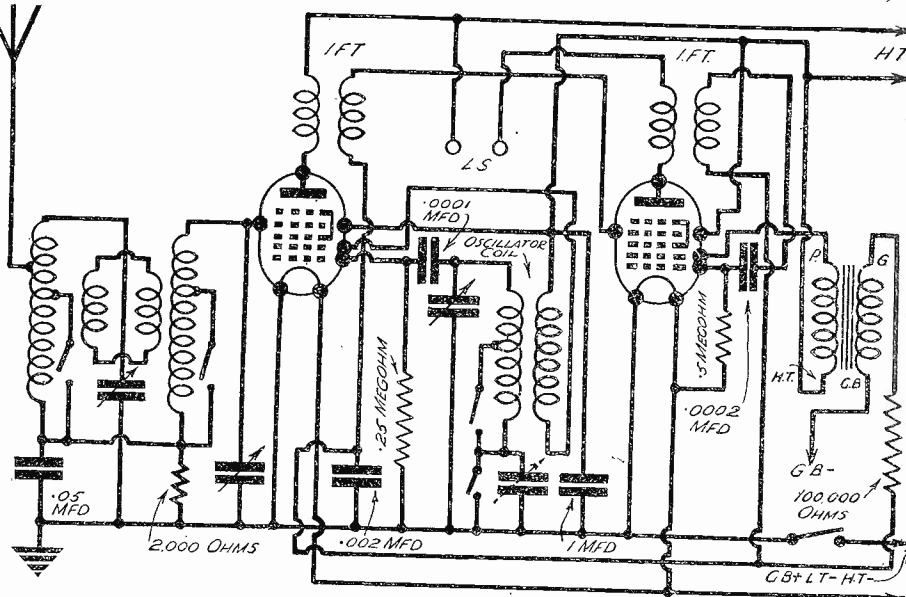 I.F.T
I.F.T.
H.T.
L S
.0001
MFD
OSCILLATOR
COIL
P.
G
.25 MEGOHM
.5 MEGOHM
H.T.
G.B
.0002
MFD
G B-
.05
MFD
100,000
OHMS
2,000 OHMS
.002 MFD
1 MFD
G B+ L T- H.T-